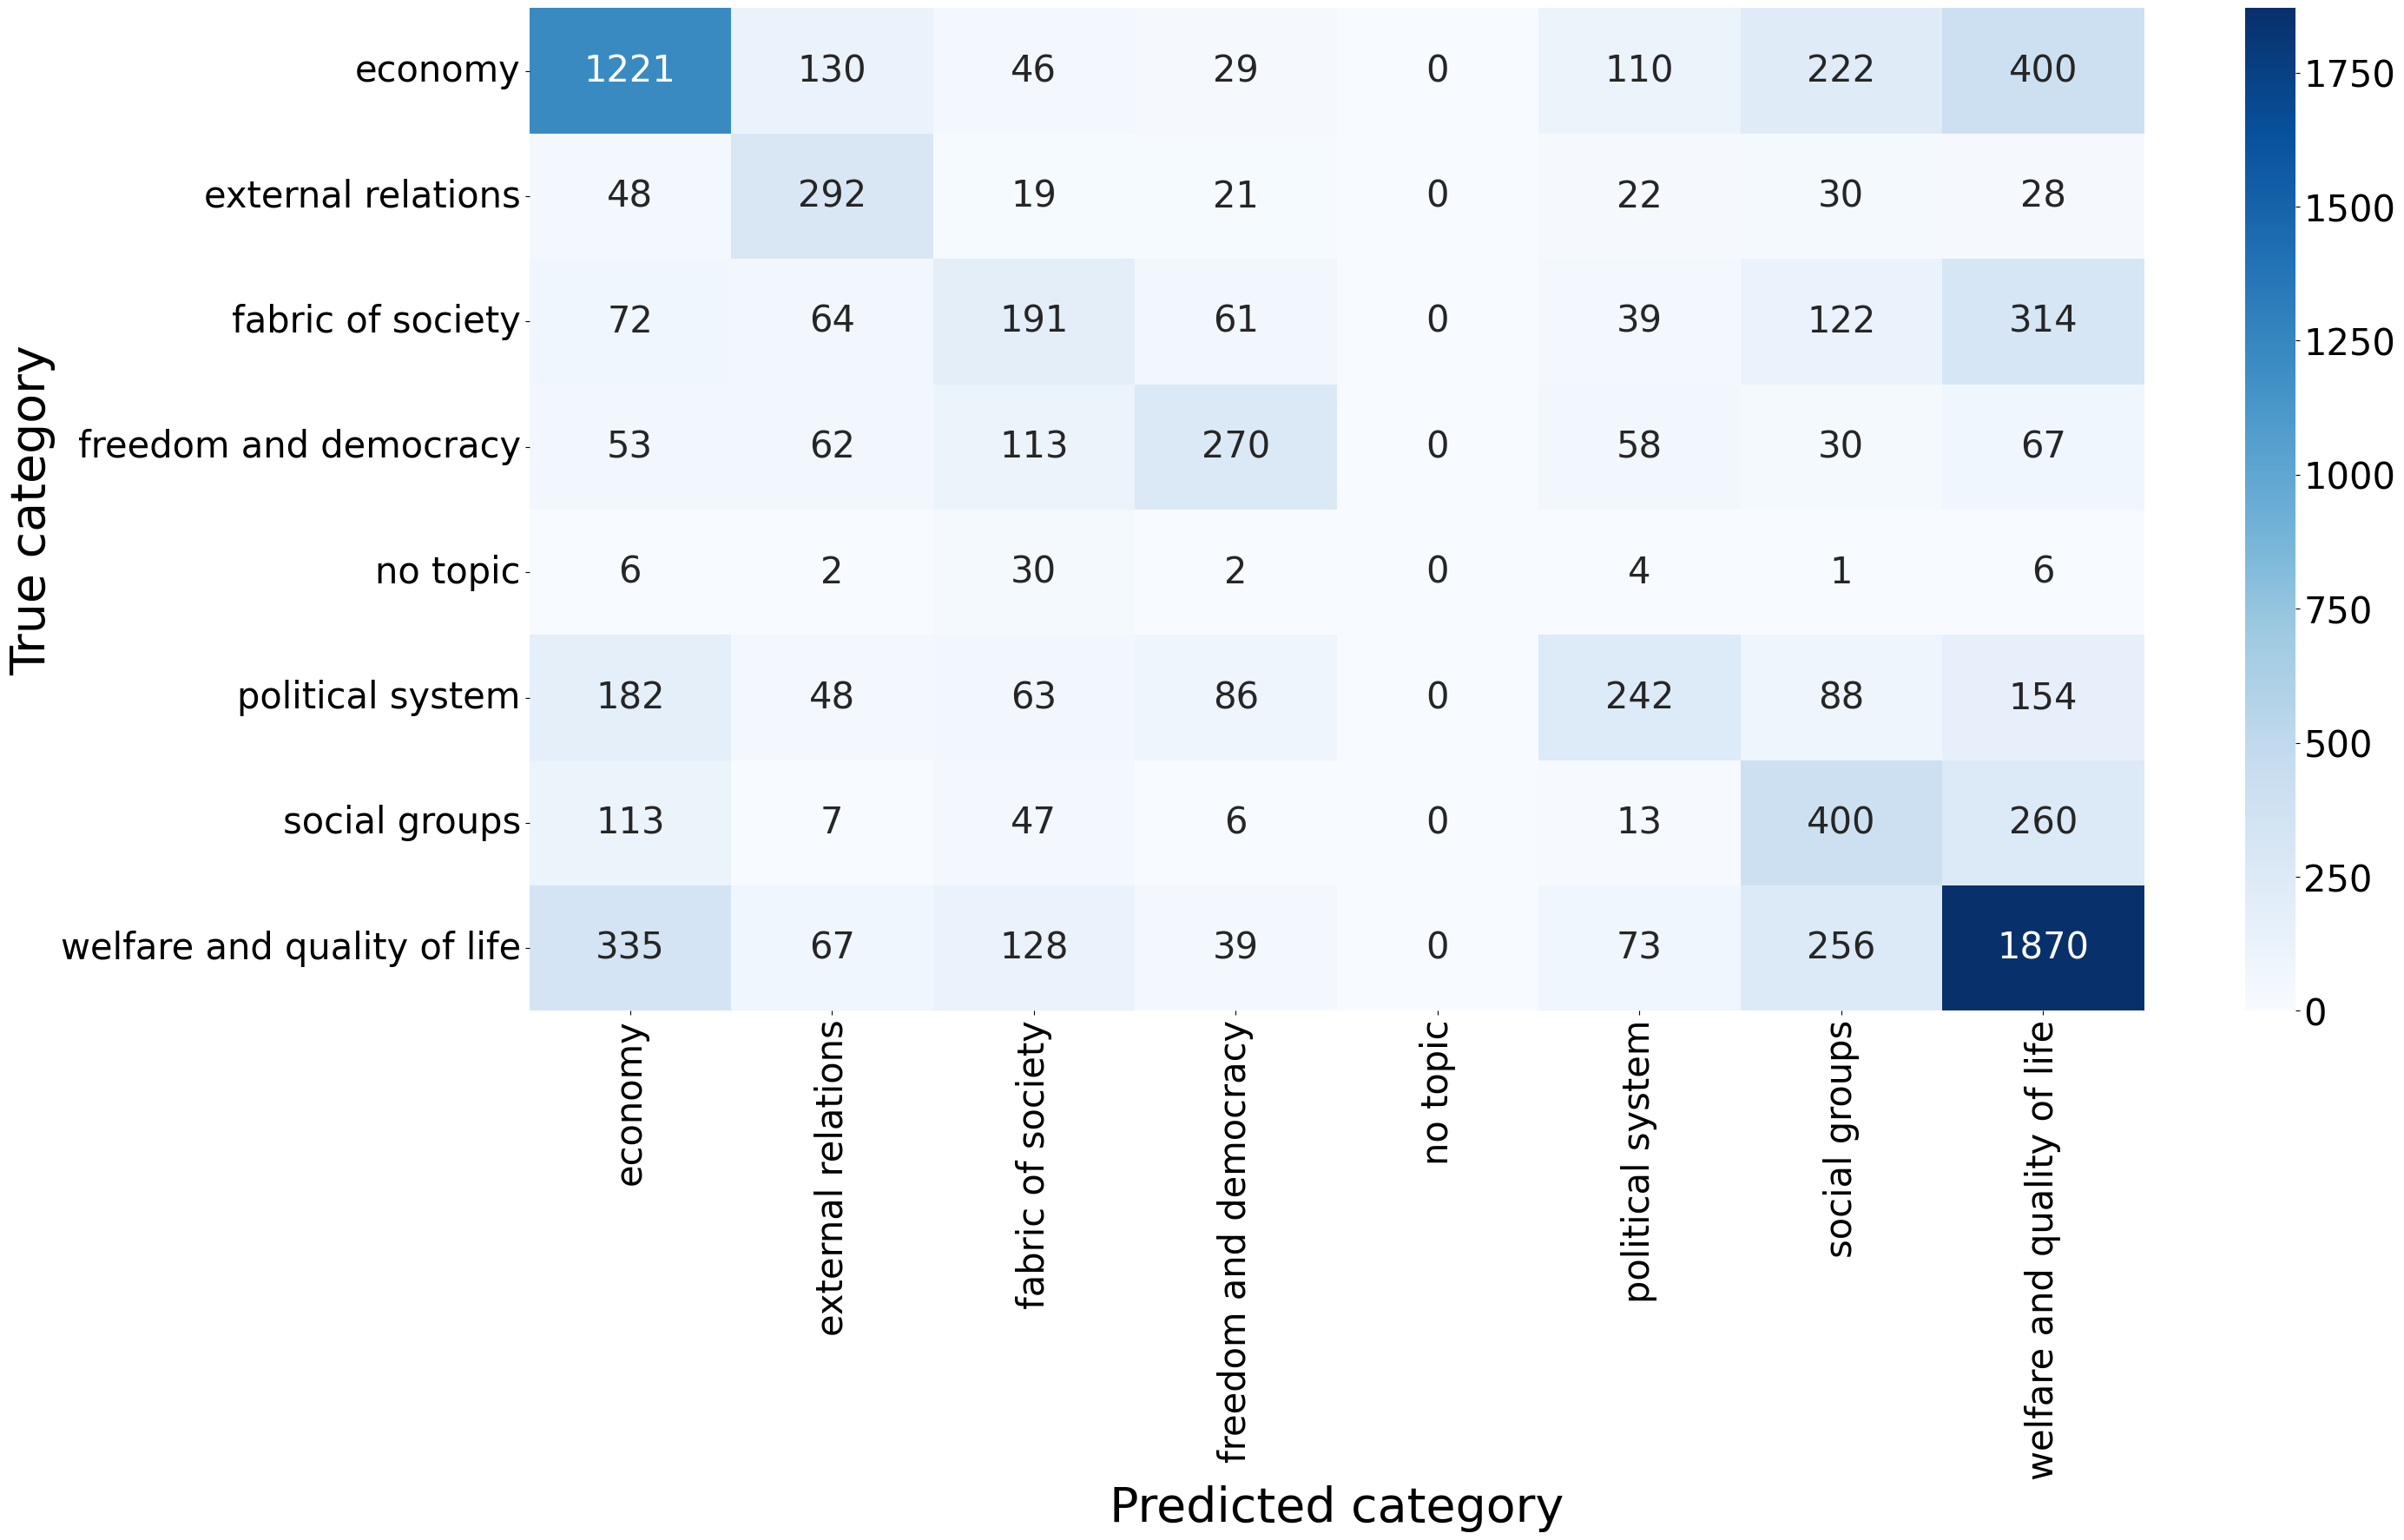 True category
economy 1221 130 46 29 0 110 222 400
external relations 48 292 19 21 0 22 30 28
fabric of society 72 64 191 61 0 39 122 314
freedom and democracy 53 62 113 270 0 58 30 67
no topic 6 2 30 2 0 4 1 6
political system 182 48 63 86 0 242 88 154
social groups 113 7 47 6 0 13 400 260
welfare and quality of life 335 67 128 39 0 73 256 1870
economy
external relations
fabric of society
freedom and democracy
no topic
political system
social groups
welfare and quality of life
Predicted category
1750
1500
1250
1000
750
500
250
0